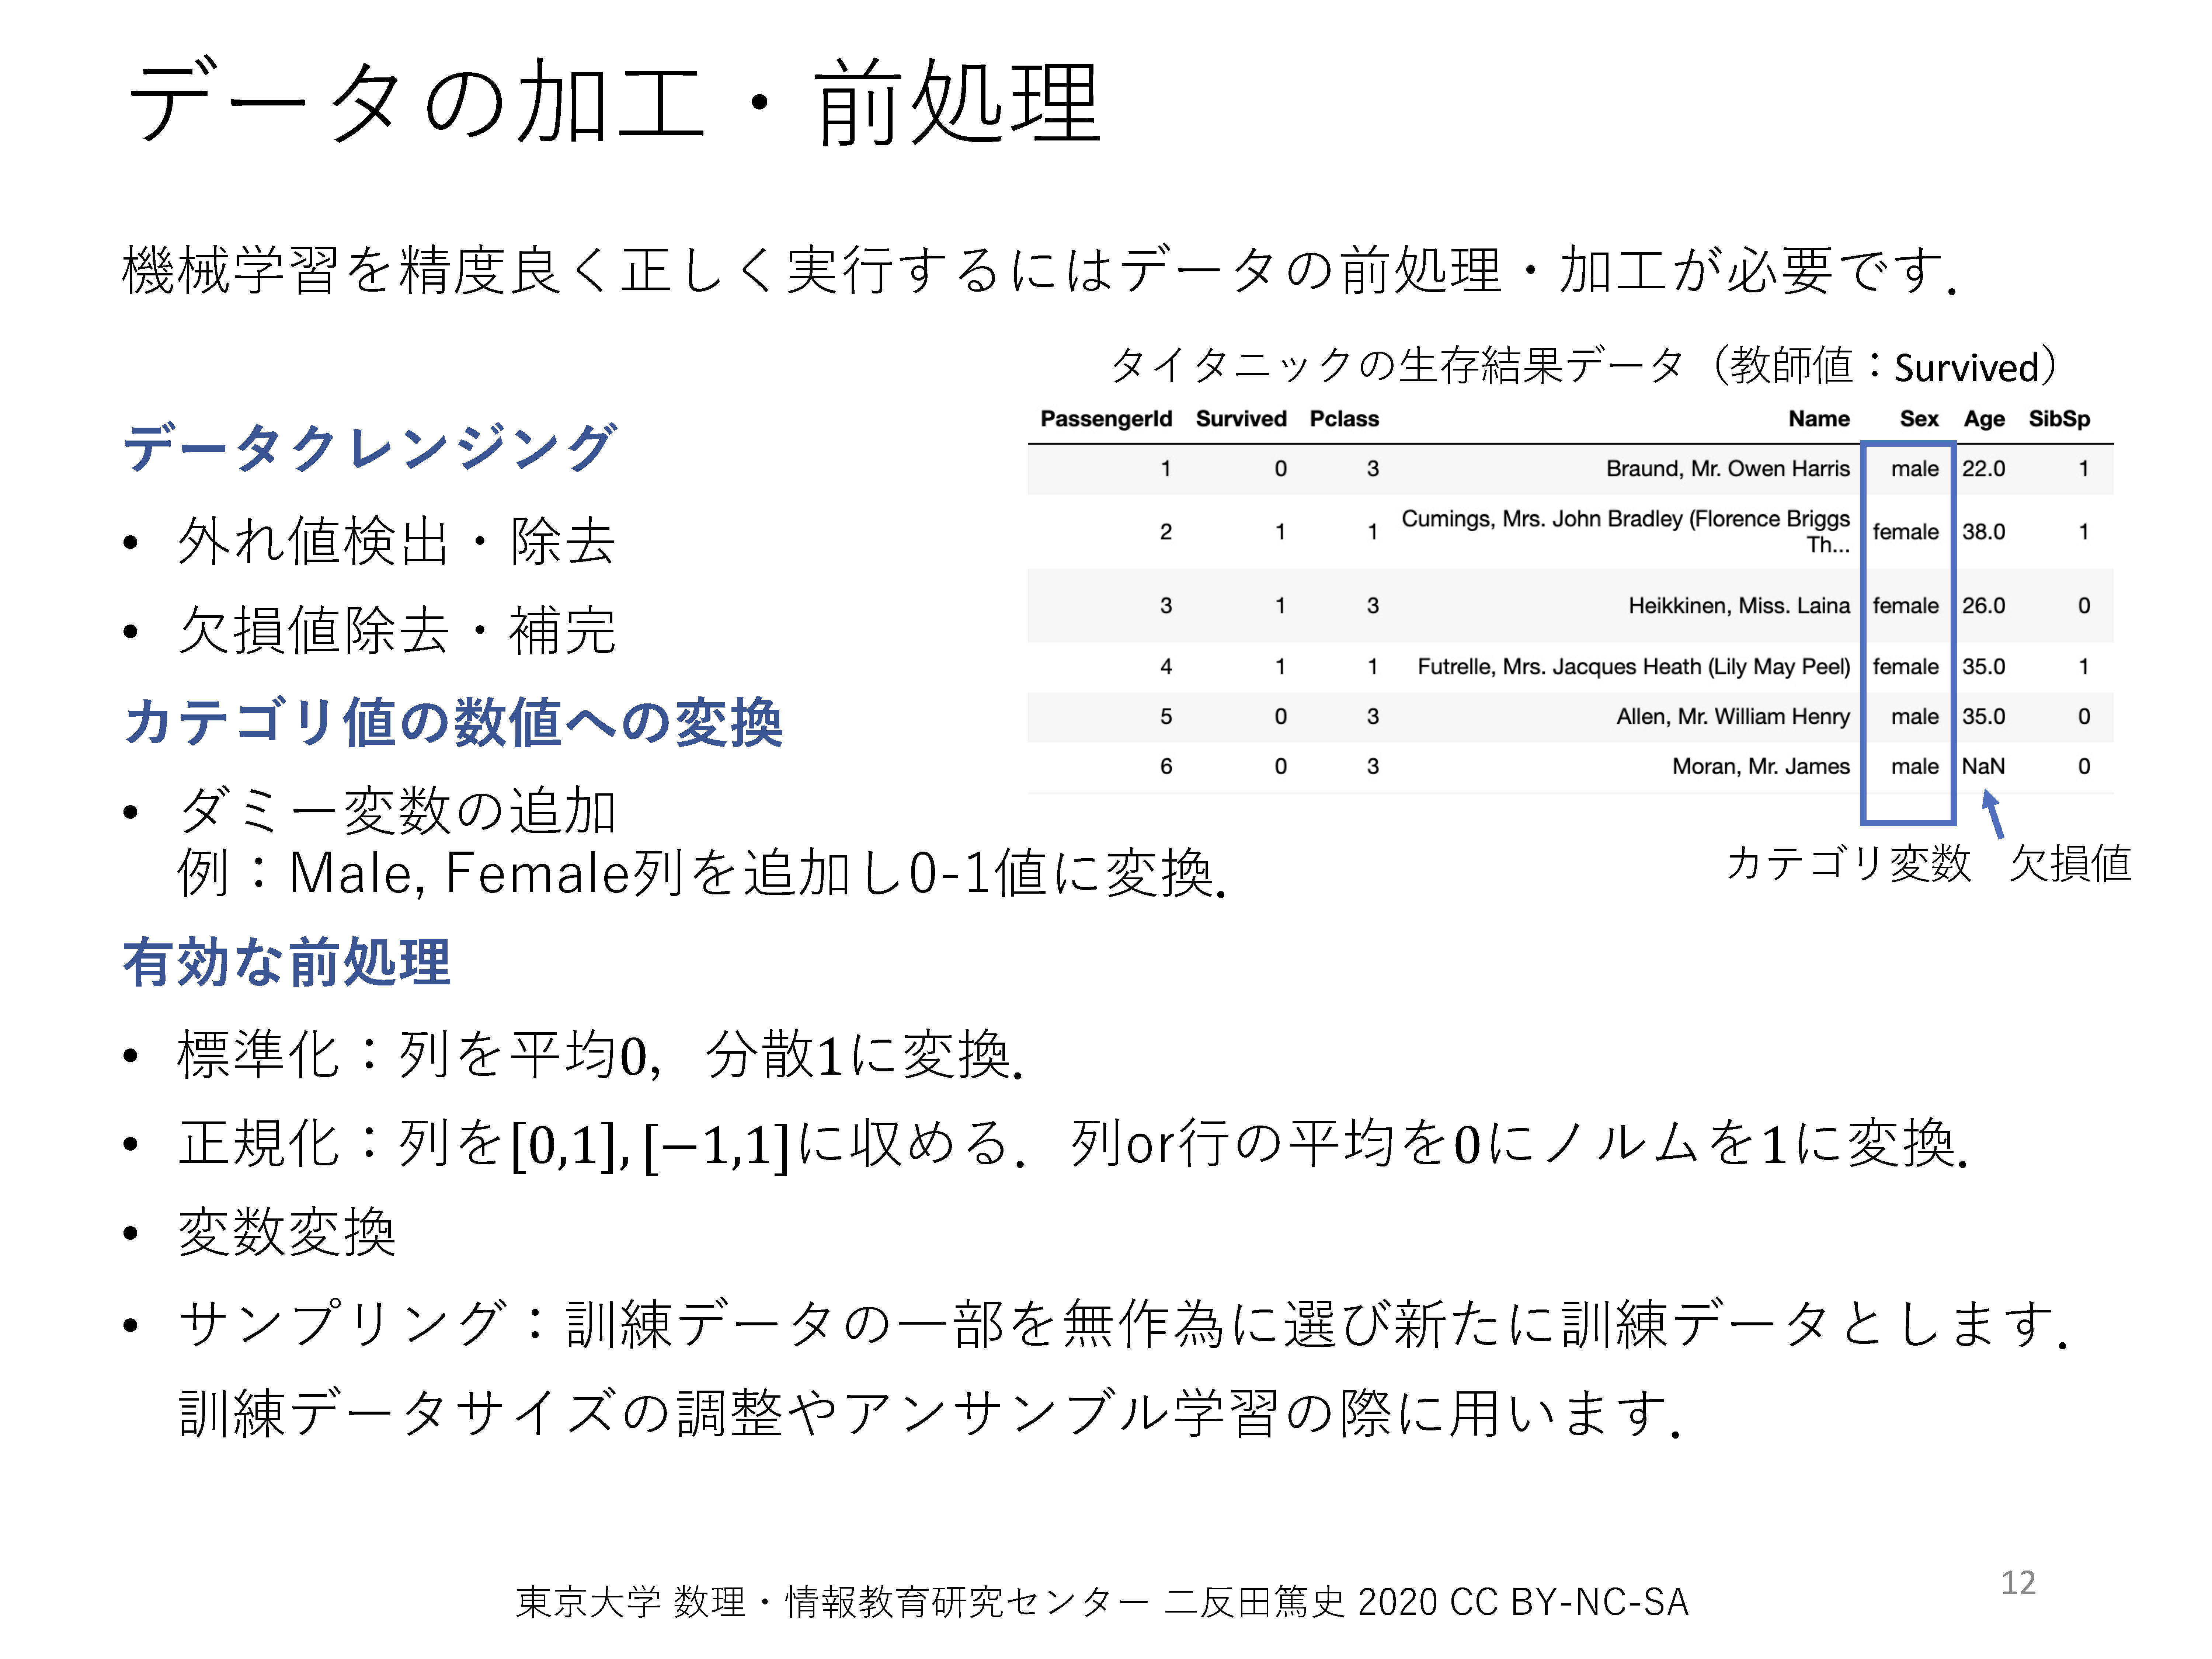 データの加工・前処理
機械学習を精度良く正しく実行するにはデータの前処理・加工が必要です．
タイタニックの生存結果データ（教師値：Survived）
PassengerId Survived Pclass Name Sex Age SibSp
1 0 3 Braund, Mr. Owen Harris male 22.0 1
2 1 1 Cumings, Mrs. John Bradley (Florence Briggs Th... female 38.0 1
3 1 3 Heikkinen, Miss. Laina female 26.0 0
4 1 1 Futrelle, Mrs. Jacques Heath (Lily May Peel) female 35.0 1
5 0 3 Allen, Mr. William Henry male 35.0 0
6 0 3 Moran, Mr. James male NaN 0
カテゴリ変数 欠損値
データクレンジング
• 外れ値検出・除去
• 欠損値除去・補完
カテゴリ値の数値への変換
• ダミー変数の追加
例：Male, Female列を追加し0-1値に変換．
有効な前処理
• 標準化：列を平均0，分散1に変換．
• 正規化：列を[0,1], [−1,1]に収める．列or行の平均を0にノルムを1に変換．
• 変数変換
• サンプリング：訓練データの一部を無作為に選び新たに訓練データとします．
訓練データサイズの調整やアンサンブル学習の際に用います．
東京大学 数理・情報教育研究センター 二反田篤史 2020 CC BY-NC-SA
12